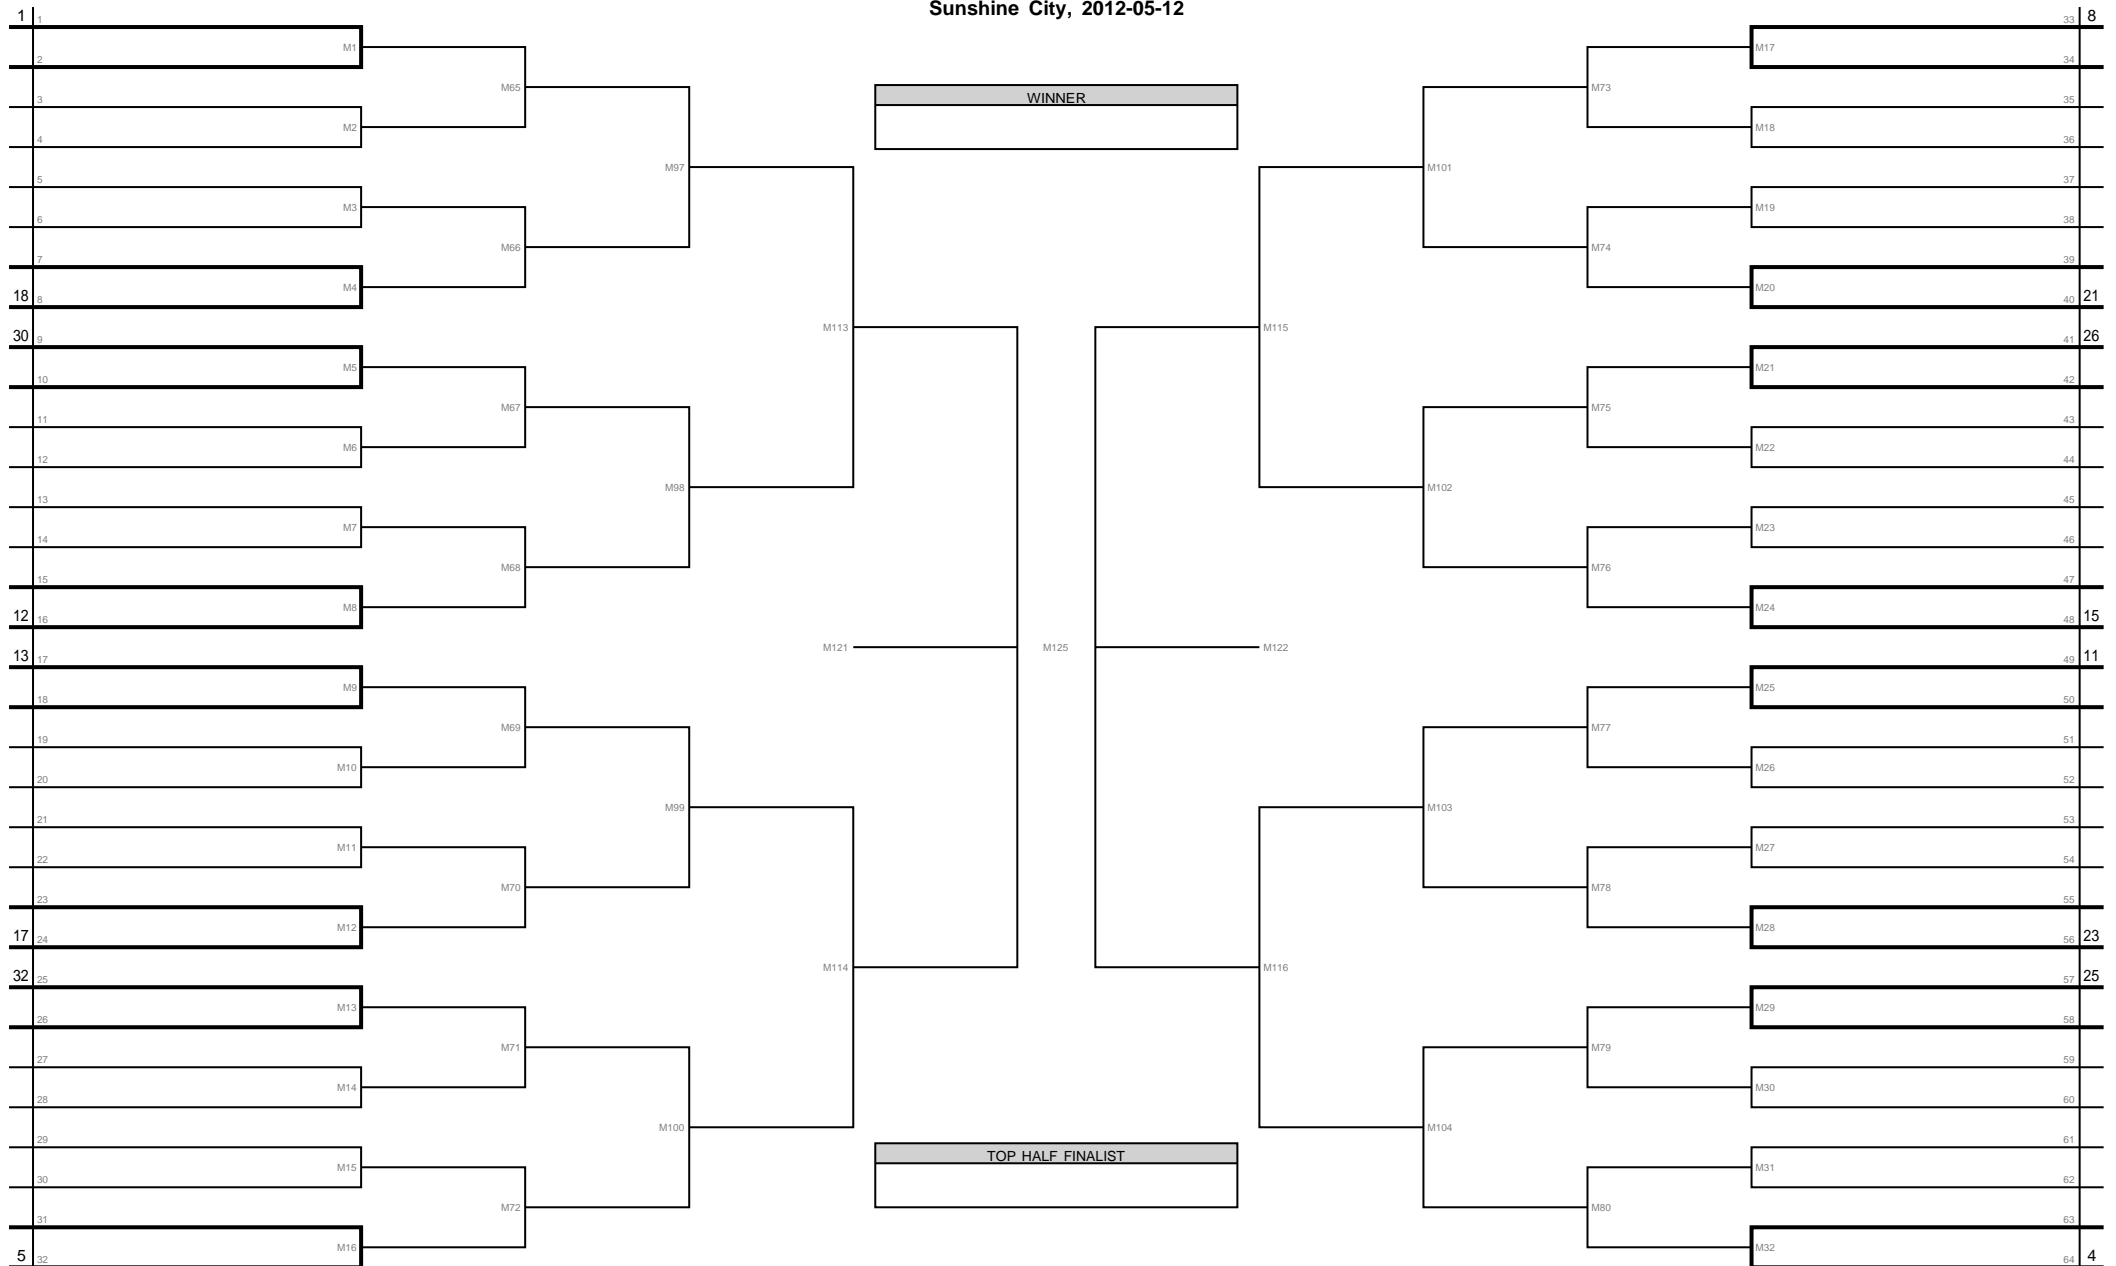 Sunshine City, 2012-05-12
1 1 33 8
M1 M17
2 34
M65 M73
WINNER
3 35
M2 M18
4 36
M97 M101
5 37
M3 M19
6 38
M66 M74
7 39
M4 M20
18 8 40 21
M113 M115
30 9 41 26
M5 M21
10 42
M67 M75
11 43
M6 M22
12 44
M98 M102
13 45
M7 M23
14 46
M68 M76
15 47
M8 M24
12 16 48 15
M121 M125 M122
13 17 49 11
M9 M25
18 50
M69 M77
19 51
M10 M26
20 52
M99 M103
21 53
M11 M27
22 54
M70 M78
23 55
M12 M28
17 24 56 23
M114 M116
32 25 57 25
M13 M29
26 58
M71 M79
27 59
M14 M30
28 60
M100 M104
29 61
TOP HALF FINALIST
M15 M31
30 62
M72 M80
31 63
M16 M32
5 32 64 4